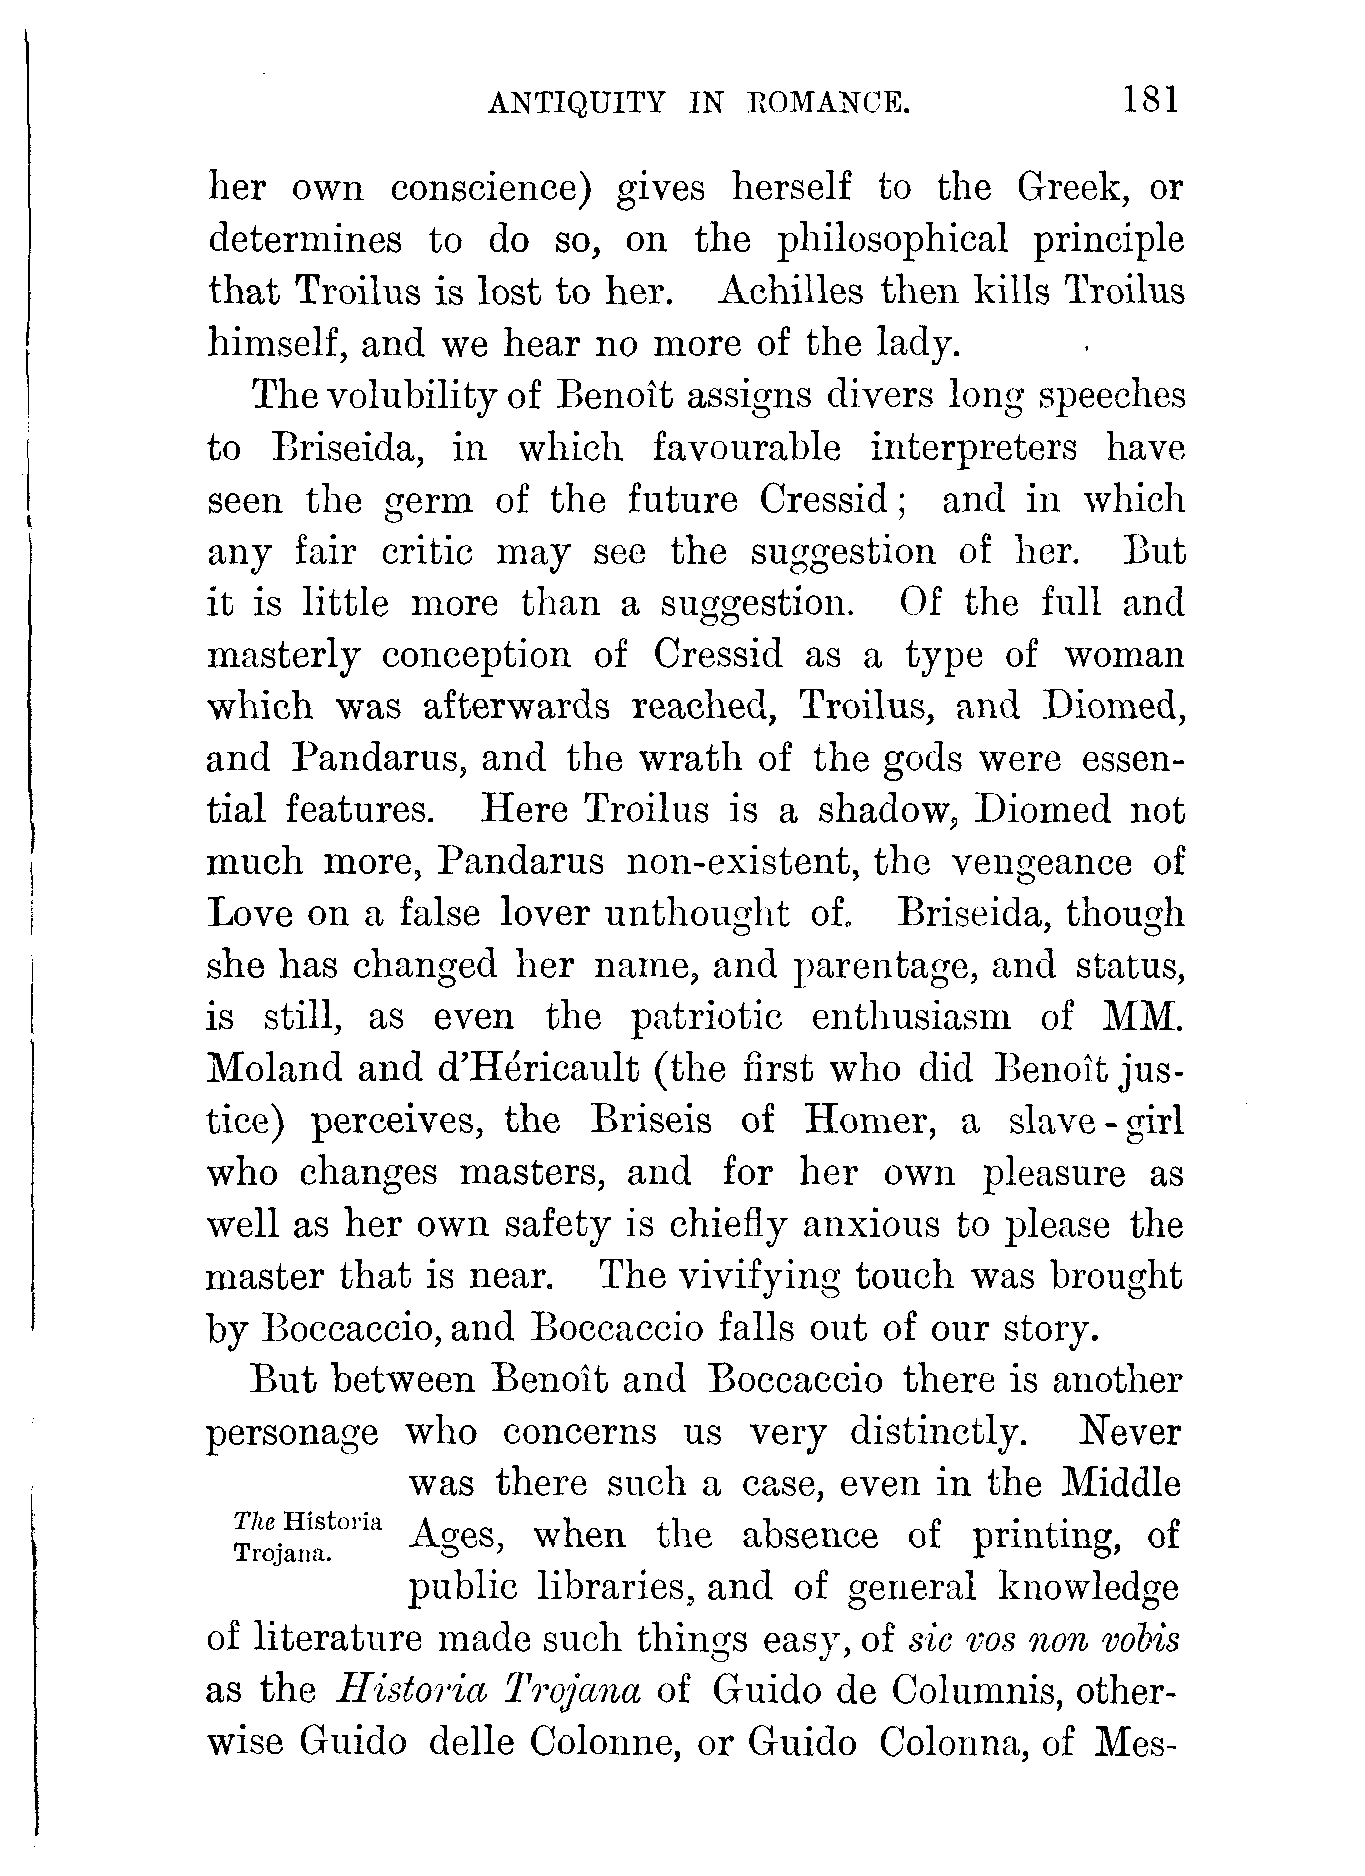 ANTIQUITY IN ROMANCE. 181
her own conscience) gives herself to the Greek, or
determines to do so, on the philosophical principle
that Troilus is lost to her. Achilles then kills Troilus
himself, and we hear no more of the lady.
The volubility of Benoît assigns divers long speeches
to Briseida, in which favourable interpreters have
seen the germ of the future Cressid; and in which
any fair critic may see the suggestion of her. But
it is little more than a suggestion. Of the full and
masterly conception of Cressid as a type of woman
which was afterwards reached, Troilus, and Diomed,
and Pandarus, and the wrath of the gods were essen-
tial features. Here Troilus is a shadow, Diomed not
much more, Pandarus non-existent, the vengeance of
Love on a false lover unthought of. Briseida, though
she has changed her name, and parentage, and status,
is still, as even the patriotic enthusiasm of MM.
Moland and d'Héricault (the first who did Benoît jus-
tice) perceives, the Briseis of Homer, a slave-girl
who changes masters, and for her own pleasure as
well as her own safety is chiefly anxious to please the
master that is near. The vivifying touch was brought
by Boccaccio, and Boccaccio falls out of our story.
But between Benoît and Boccaccio there is another
personage who concerns us very distinctly. Never
was there such a case, even in the Middle
The Historia
Trojana.
Ages, when the absence of printing, of
public libraries, and of general knowledge
of literature made such things easy, of sic vos non vobis
as the Historia Trojana of Guido de Columnis, other-
wise Guido delle Colonne, or Guido Colonna, of Mes-